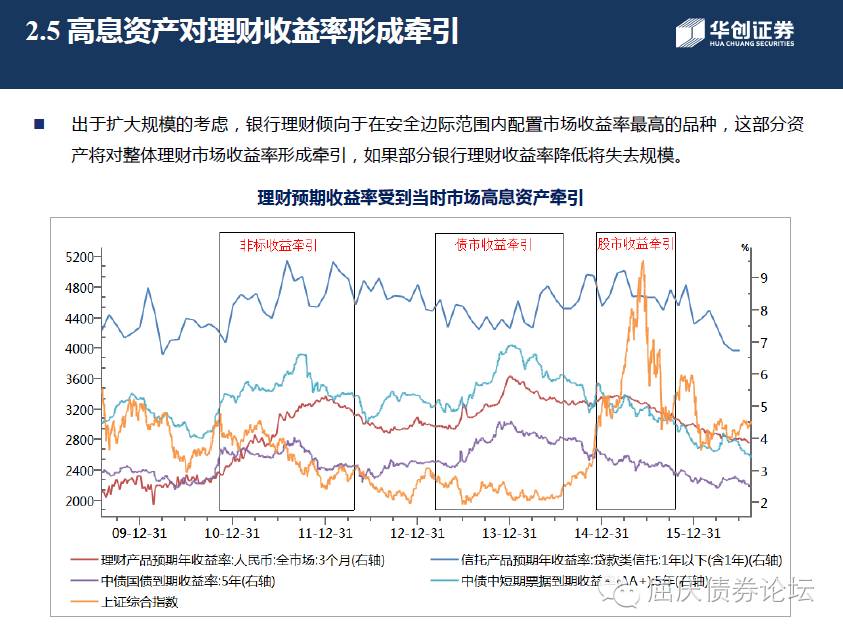 2.5 高息资产对理财收益率形成牵引
华创证券
HUA CHUANG SECURITIES
出于扩大规模的考虑，银行理财倾向于在安全边际范围内配置市场收益率最高的品种，这部分资
产将对整体理财市场收益率形成牵引，如果部分银行理财收益率降低将失去规模。
理财预期收益率受到当时市场高息资产牵引
非标收益牵引 债市收益牵引 股市收益牵引 %
5200
4800
4400
4000
3600
3200
2800
2400
2000
9
8
7
6
5
4
3
2
09-12-31 10-12-31 11-12-31 12-12-31 13-12-31 14-12-31 15-12-31
理财产品预期年收益率:人民币:全市场:3个月(右轴) 信托产品预期年收益率:贷款类信托:1年以下(含1年)(右轴)
中债国债到期收益率:5年(右轴) 中债中短期票据到期收益 A+):5年(右轴)
上证综合指数
屈庆债券论坛